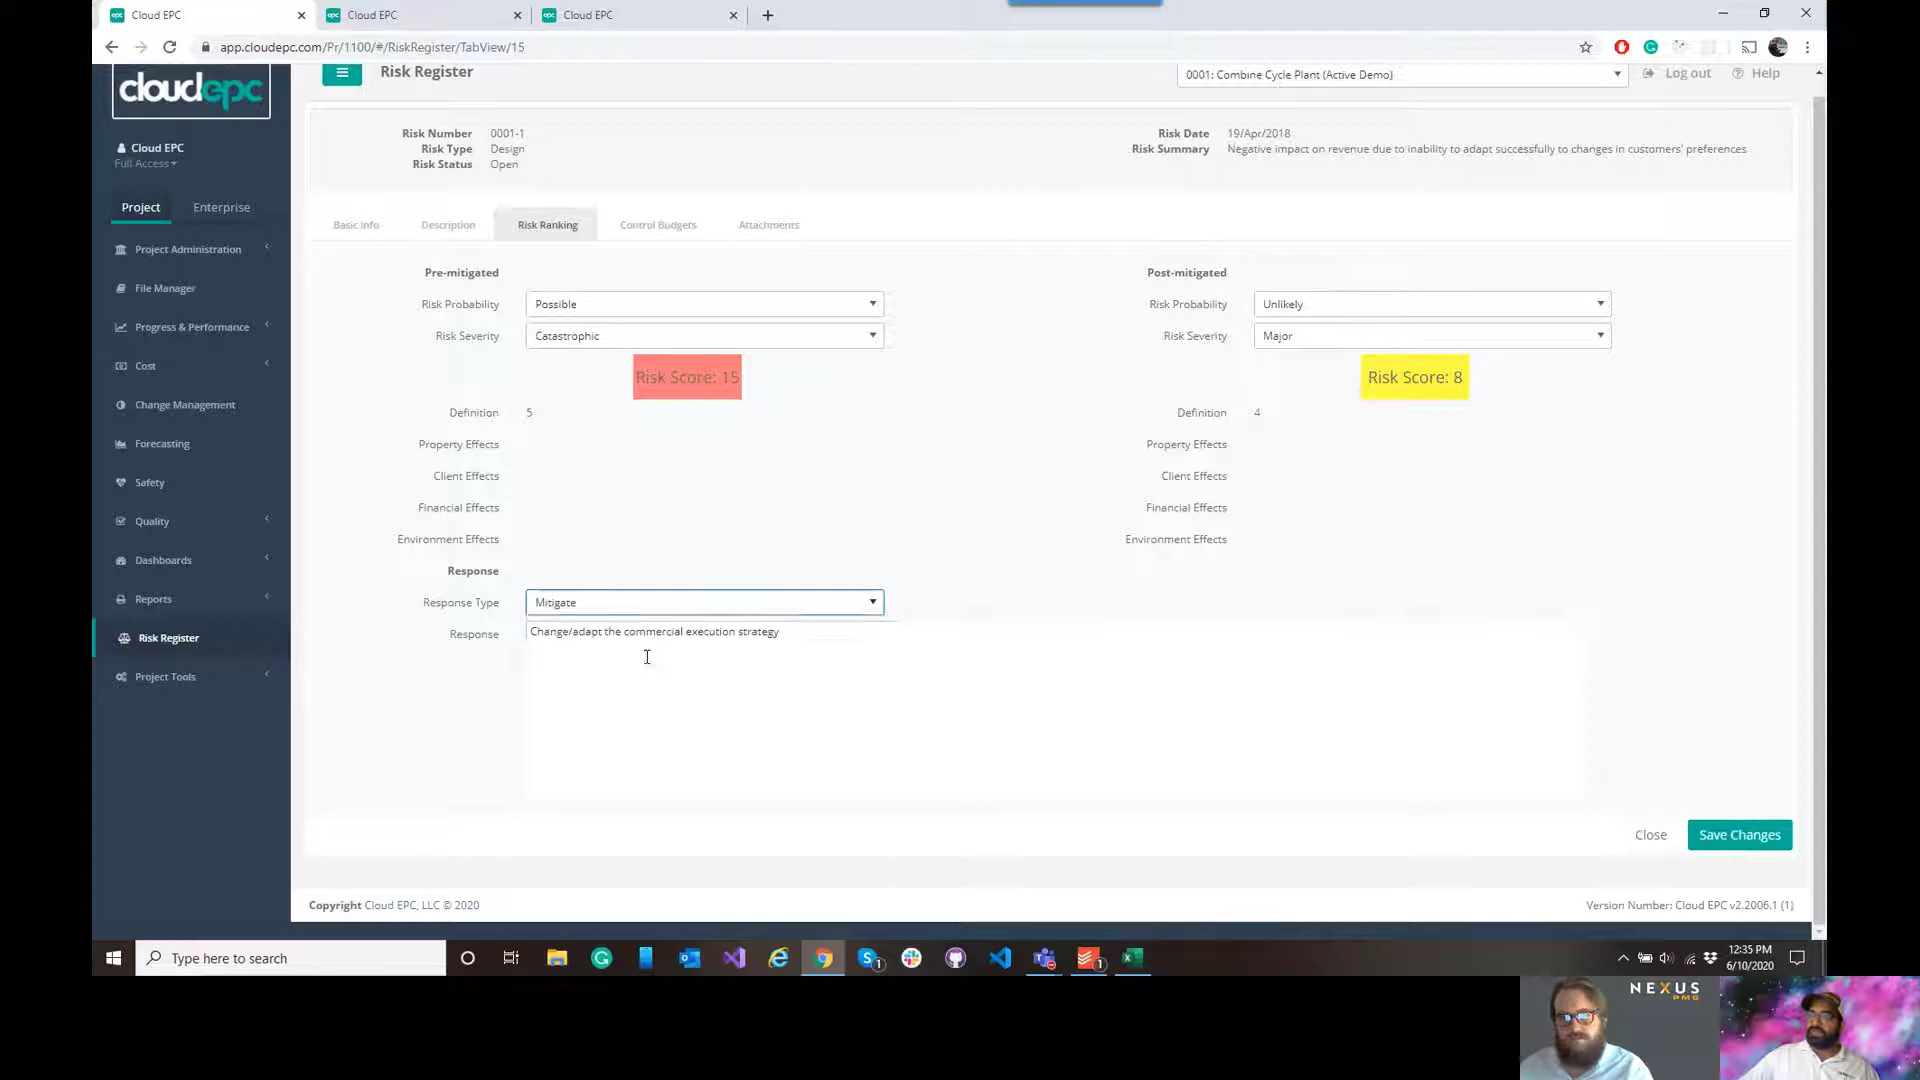 Cloud EPC
Cloud EPC
Cloud EPC
app.cloudepc.com/Pr/1100/#/RiskRegister/TabView/15
cloudepc
Risk Register
0001: Combine Cycle Plant (Active Demo)
Log out
Help
Cloud EPC
Full Access
Risk Number 0001-1
Risk Type Design
Risk Status Open
Risk Date 19/Apr/2018
Risk Summary Negative impact on revenue due to inability to adapt successfully to changes in customers' preferences
Project
Enterprise
Basic Info
Description
Risk Ranking
Control Budgets
Attachments
Project Administration
File Manager
Progress & Performance
Cost
Change Management
Forecasting
Safety
Quality
Dashboards
Reports
Risk Register
Project Tools
Pre-mitigated
Risk Probability Possible
Risk Severity Catastrophic
Risk Score: 15
Definition 5
Property Effects
Client Effects
Financial Effects
Environment Effects
Response
Response Type Mitigate
Response Change/adapt the commercial execution strategy
Post-mitigated
Risk Probability Unlikely
Risk Severity Major
Risk Score: 8
Definition 4
Property Effects
Client Effects
Financial Effects
Environment Effects
Close
Save Changes
Copyright Cloud EPC, LLC © 2020
Version Number: Cloud EPC v2.2006.1 (1)
Type here to search
12:35 PM
6/10/2020
NEXUS
PMG